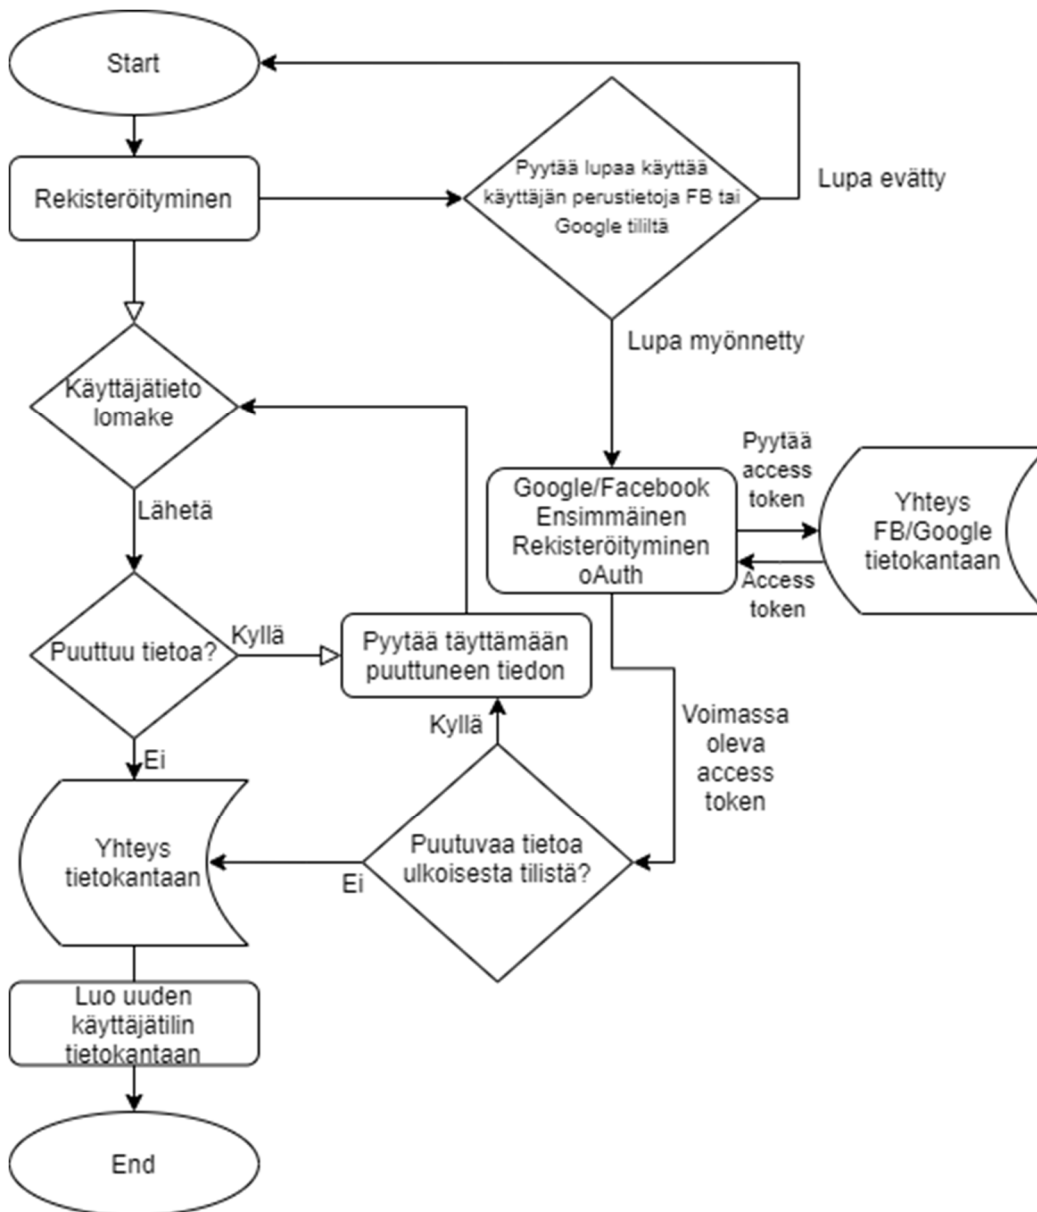 Start
Rekisteröityminen
Pyytää lupaa käyttää
käyttäjän perustietoja FB tai
Google tililtä
Lupa evätty
Lupa myönnetty
Käyttäjätieto
lomake
Lähetä
Google/Facebook
Ensimmäinen
Rekisteröityminen
oAuth
Pyytää
access
token
Access
token
Yhteys
FB/Google
tietokantaan
Puuttuu tietoa?
Kyllä
Pyytää täyttämään
puuttuneen tiedon
Kyllä
Voimassa
oleva
access
token
Ei
Yhteys
tietokantaan
Ei
Puutuvaa tietoa
ulkoisesta tilistä?
Luo uuden
käyttäjätilin
tietokantaan
End